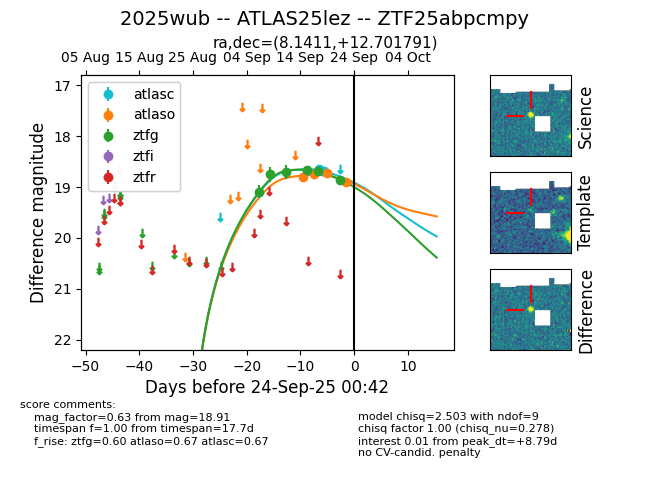 2025wub -- ATLAS25lez -- ZTF25abpcmpy
ra,dec=(8.1411,+12.701791)
05 Aug 15 Aug 25 Aug 04 Sep 14 Sep 24 Sep 04 Oct
17
18
19
20
21
22
Difference magnitude
atlasc
atlaso
ztfg
ztfi
ztfr
−50 −40 −30 −20 −10 0 10
Days before 24-Sep-25 00:42
Science
Template
Difference
score comments:
mag_factor=0.63 from mag=18.91
timespan f=1.00 from timespan=17.7d
f_rise: ztfg=0.60 atlaso=0.67 atlasc=0.67
model chisq=2.503 with ndof=9
chisq factor 1.00 (chisq_nu=0.278)
interest 0.01 from peak_dt=+8.79d
no CV-candid. penalty